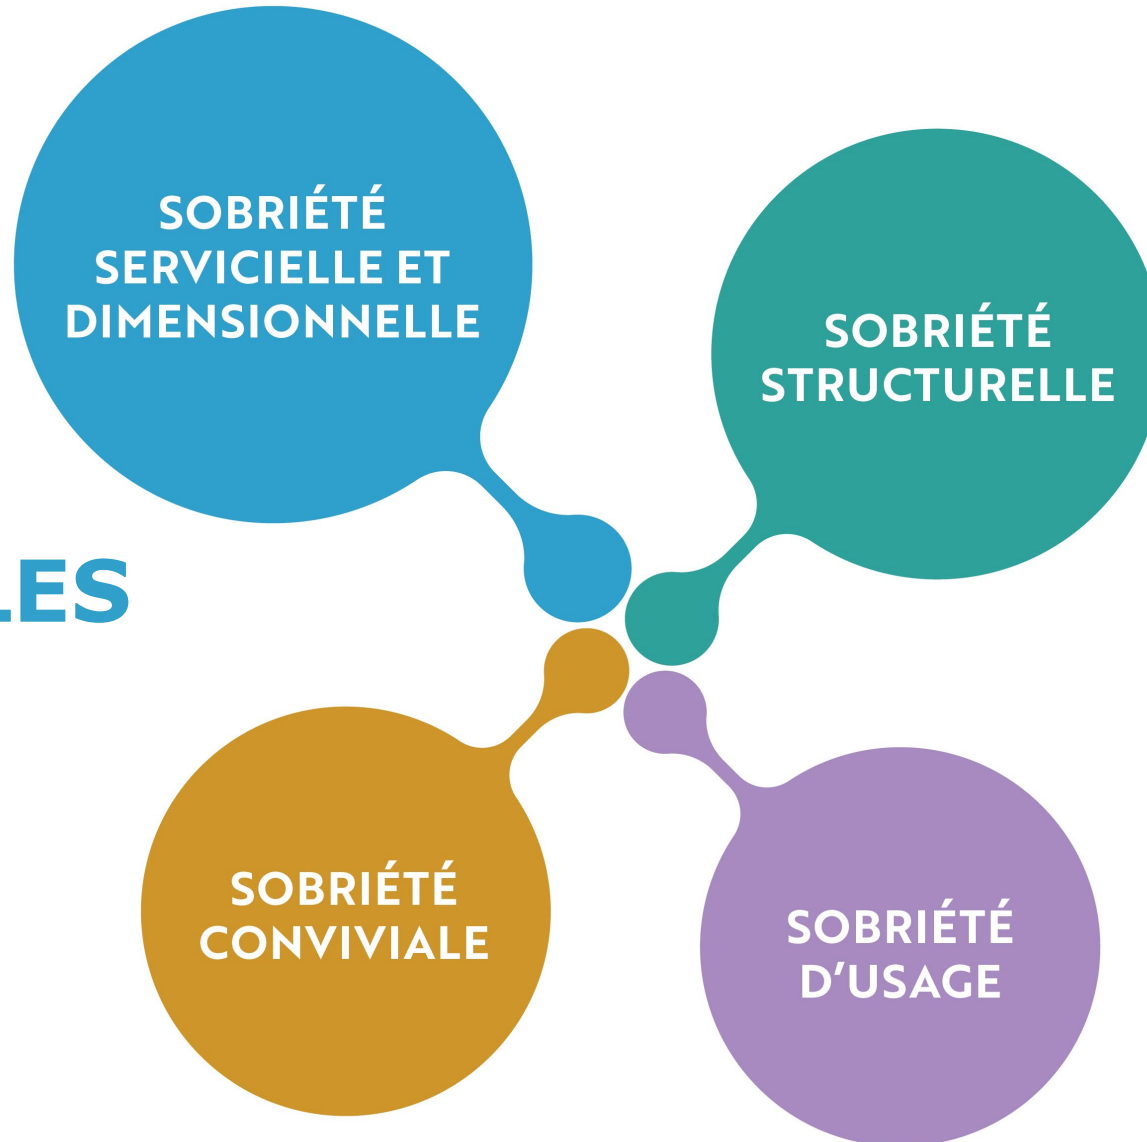 SOBRIÉTÉ
SERVICIELLE ET
DIMENSIONNELLE
SOBRIÉTÉ
STRUCTURELLE
LES
SOBRIÉTÉ
CONVIVIALE
SOBRIÉTÉ
D'USAGE